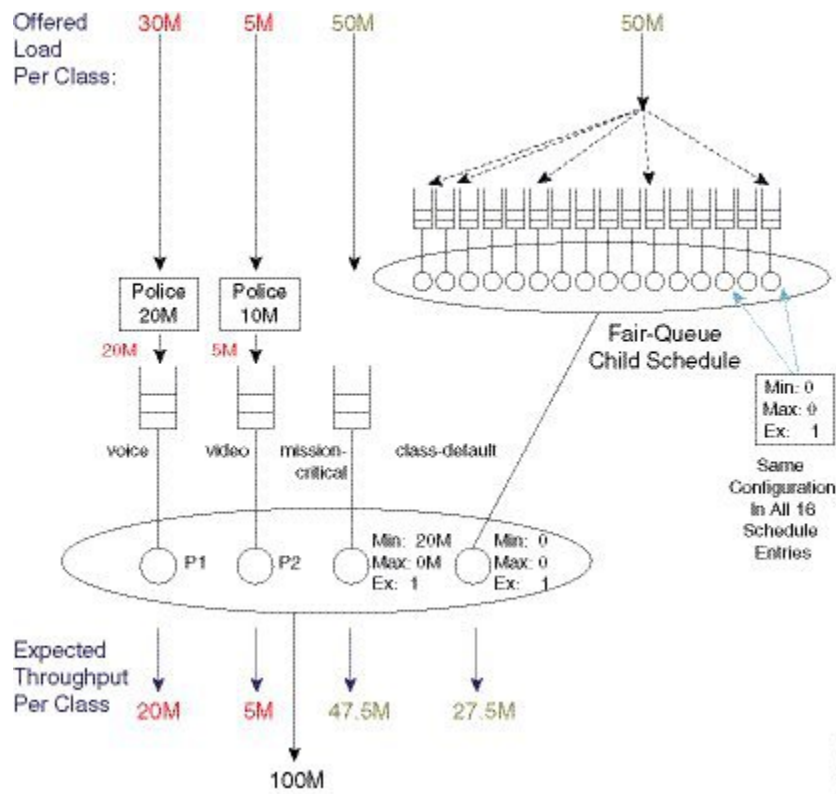 Offered
Load
Per Class:
30M
5M
50M
50M
Police
20M
Police
10M
20M
5M
Fair-Queue
Child Schedule
Min: 0
Max: 0
Ex: 1
Same
Configuration
In All 16
Schedule
Entries
voice
video
mission-
critical
class-default
P1
P2
Min: 20M
Max: 0M
Ex: 1
Min: 0
Max: 0
Ex: 1
Expected
Throughput
Per Class
20M
5M
47.5M
27.5M
100M